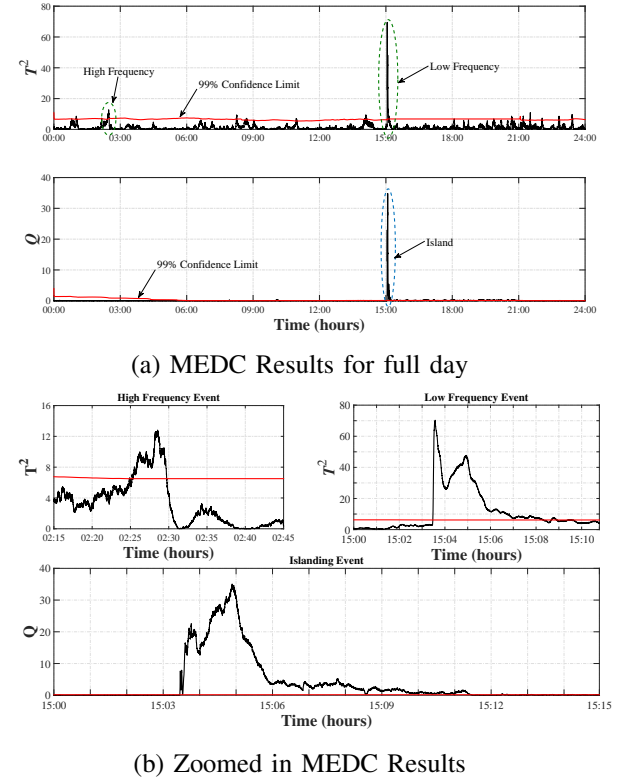 80
60
40
20
0
T²
High Frequency
99% Confidence Limit
Low Frequency
00:00 03:00 06:00 09:00 12:00 15:00 18:00 21:00 24:00
40
30
20
10
0
Q
99% Confidence Limit
Island
00:00 03:00 06:00 09:00 12:00 15:00 18:00 21:00 24:00
Time (hours)
(a) MEDC Results for full day
High Frequency Event
16
12
8
4
0
T²
02:15 02:20 02:25 02:30 02:35 02:40 02:45
Time (hours)
Low Frequency Event
80
60
40
20
0
T²
15:00 15:02 15:04 15:06 15:08 15:10
Time (hours)
Islanding Event
40
30
20
10
0
Q
15:00 15:03 15:06 15:09 15:12 15:15
Time (hours)
(b) Zoomed in MEDC Results